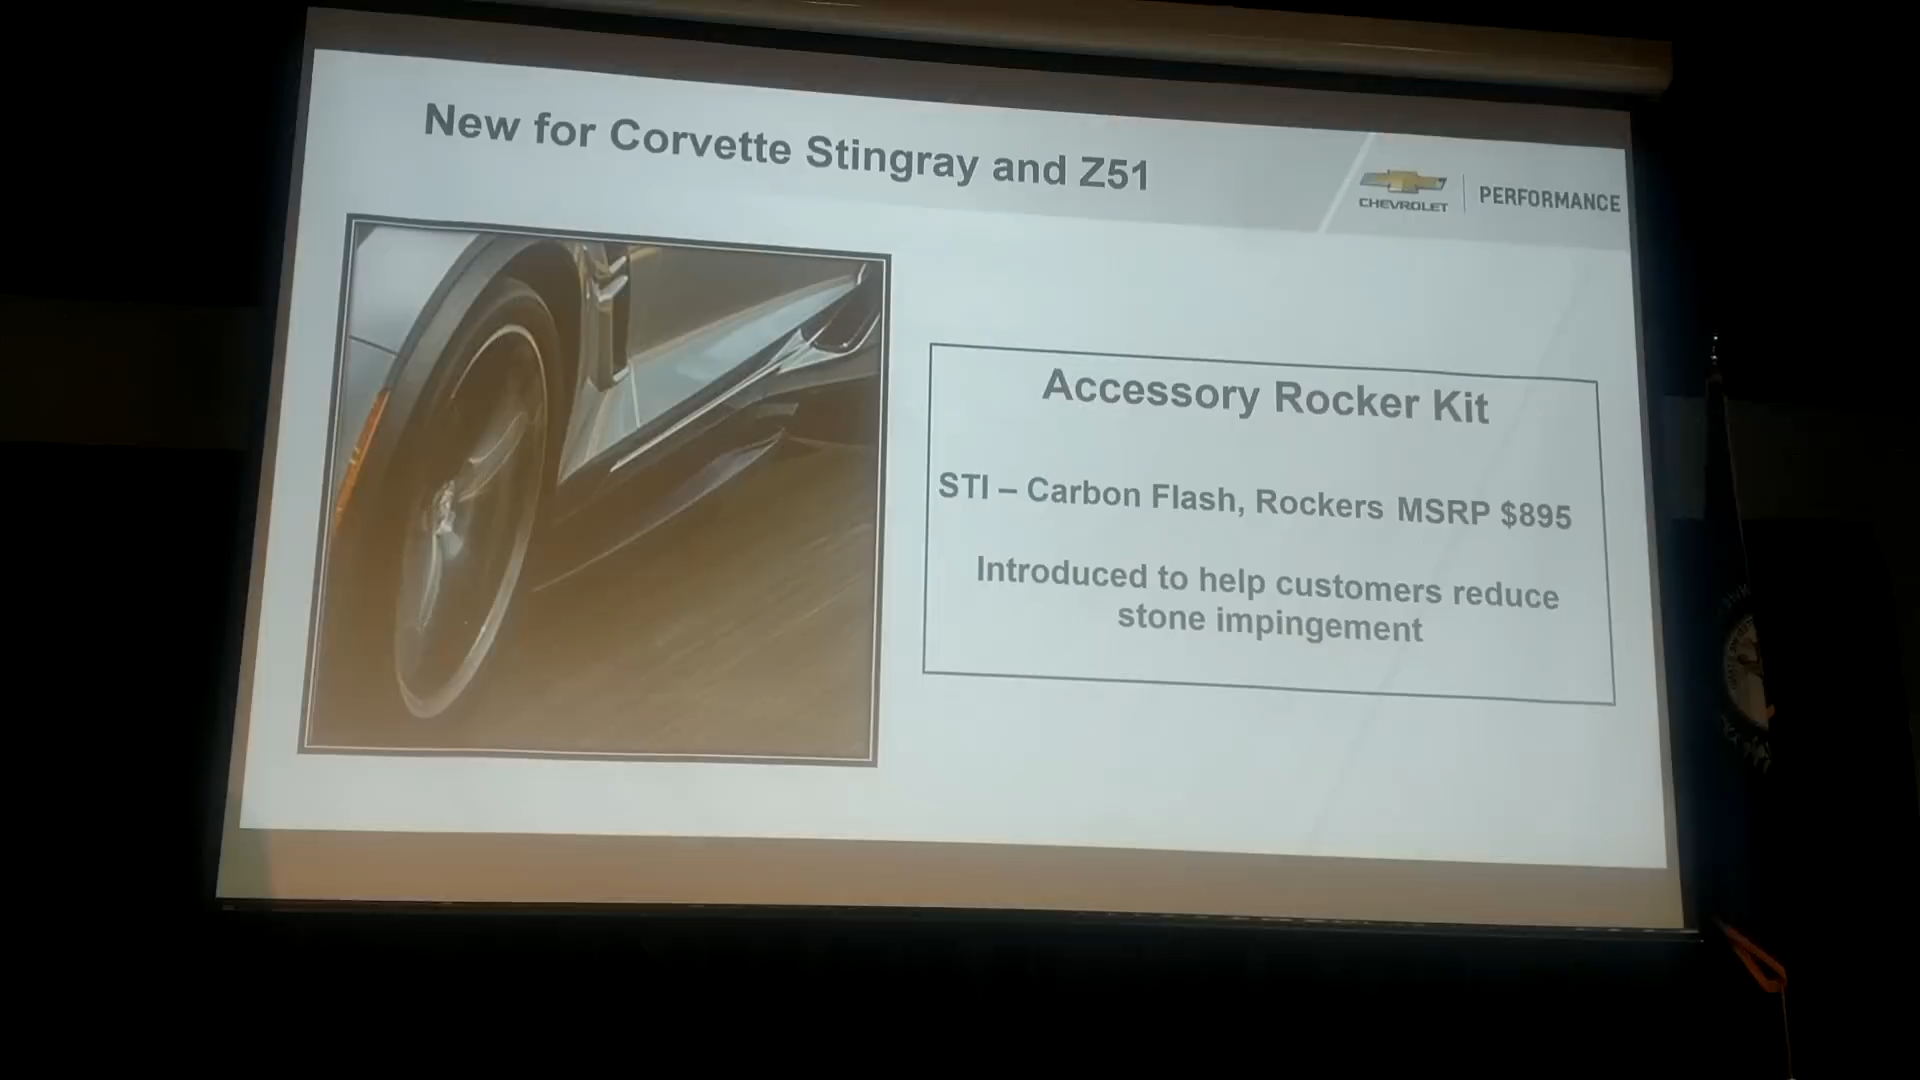 New for Corvette Stingray and Z51
CHEVROLET
PERFORMANCE
Accessory Rocker Kit
STI – Carbon Flash, Rockers MSRP $895
Introduced to help customers reduce
stone impingement